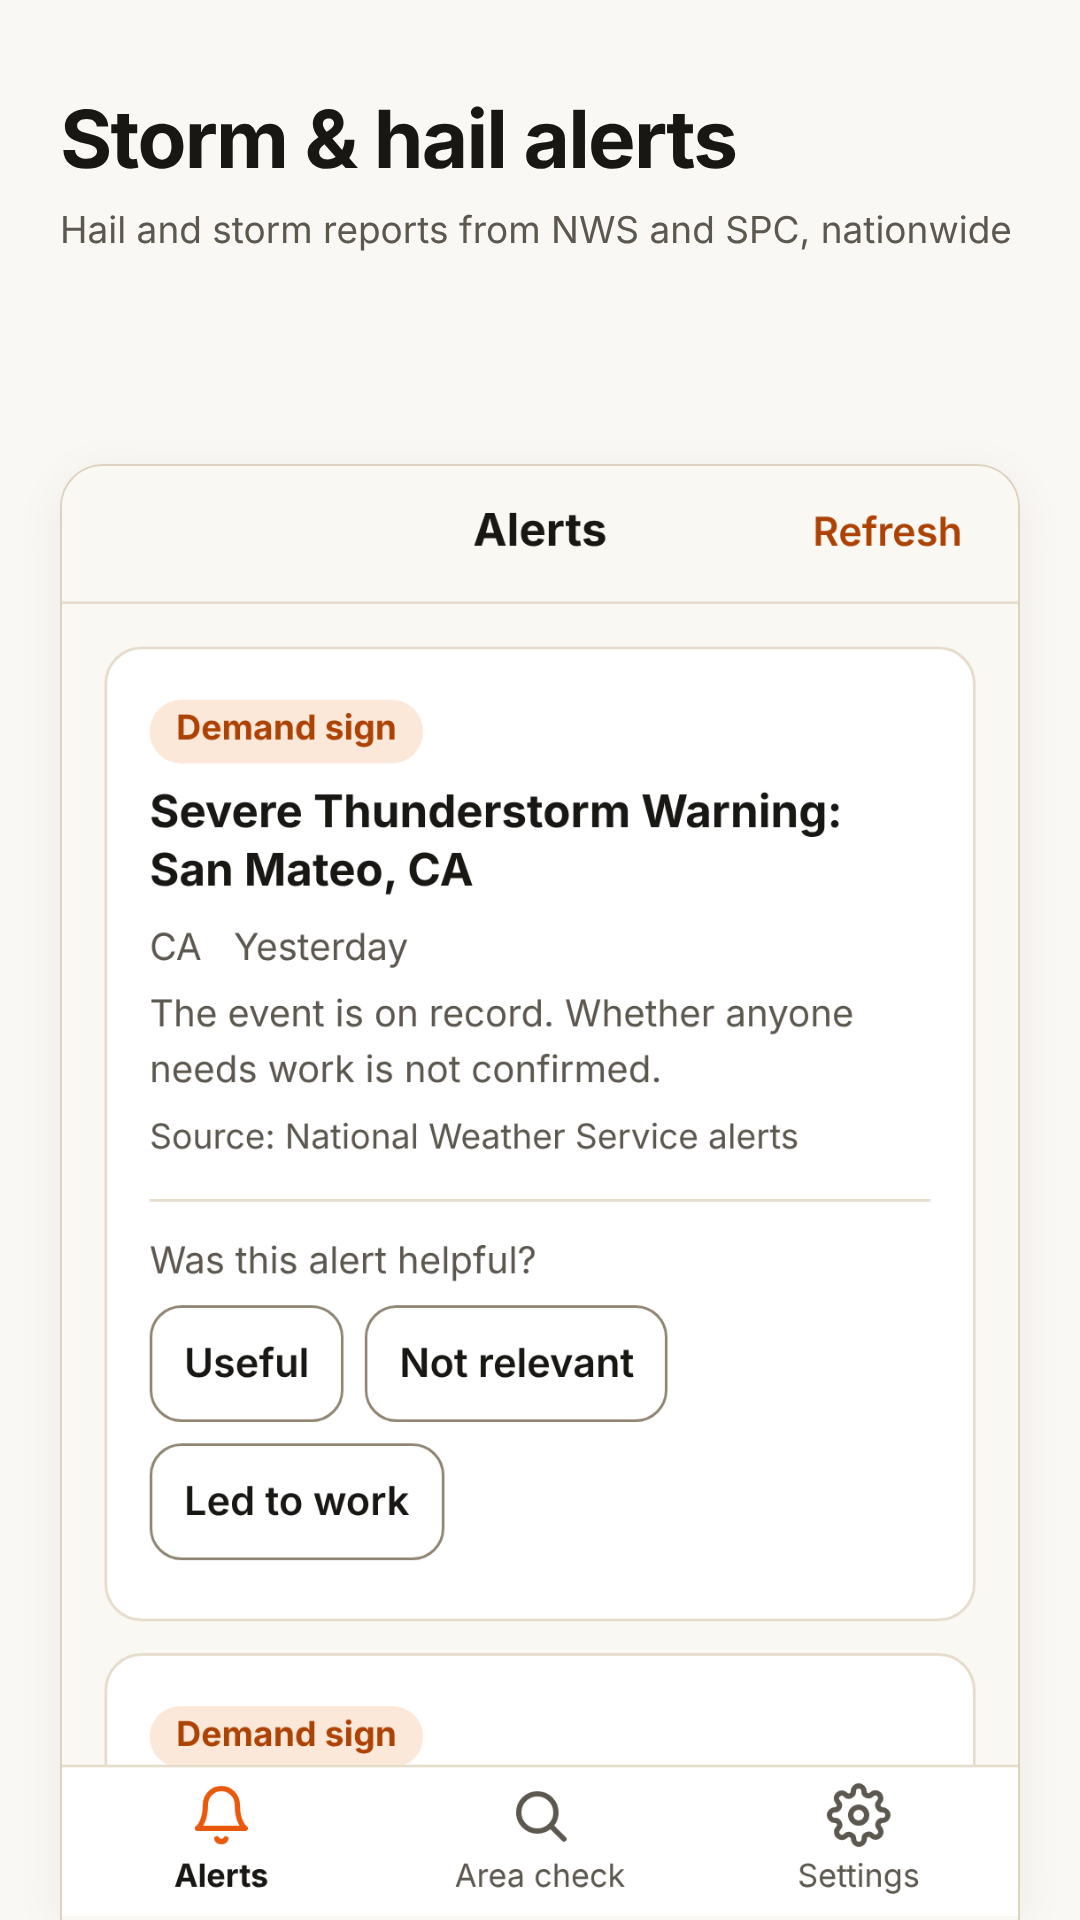 Storm & hail alerts
Hail and storm reports from NWS and SPC, nationwide
Alerts
Refresh
Demand sign
Severe Thunderstorm Warning:
San Mateo, CA
CA Yesterday
The event is on record. Whether anyone
needs work is not confirmed.
Source: National Weather Service alerts
Was this alert helpful?
Useful
Not relevant
Led to work
Demand sign
Alerts
Area check
Settings